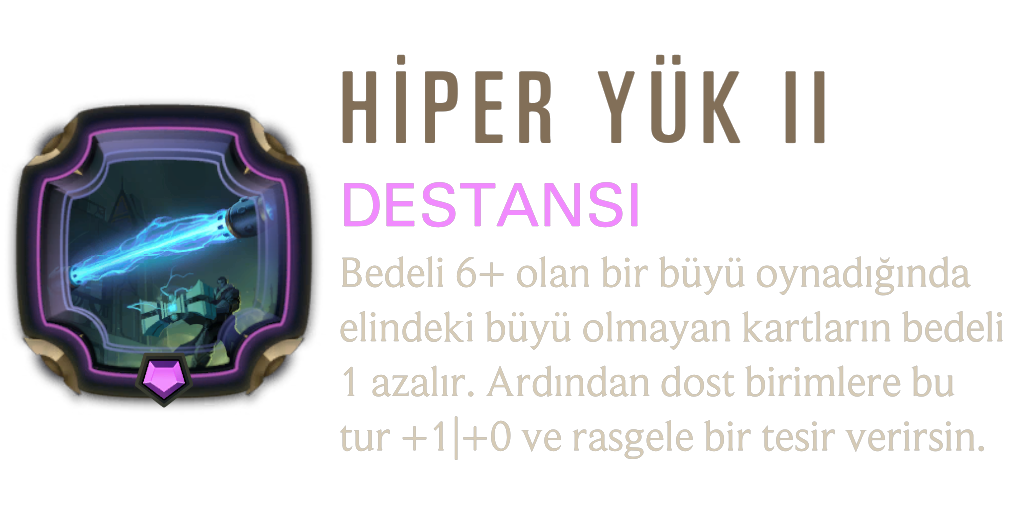 HİPER YÜK II
DESTANSI
Bedeli 6+ olan bir büyü oynadığında
elindeki büyü olmayan kartların bedeli
1 azalır. Ardından dost birimlere bu
tur +1|+0 ve rasgele bir tesir verirsin.